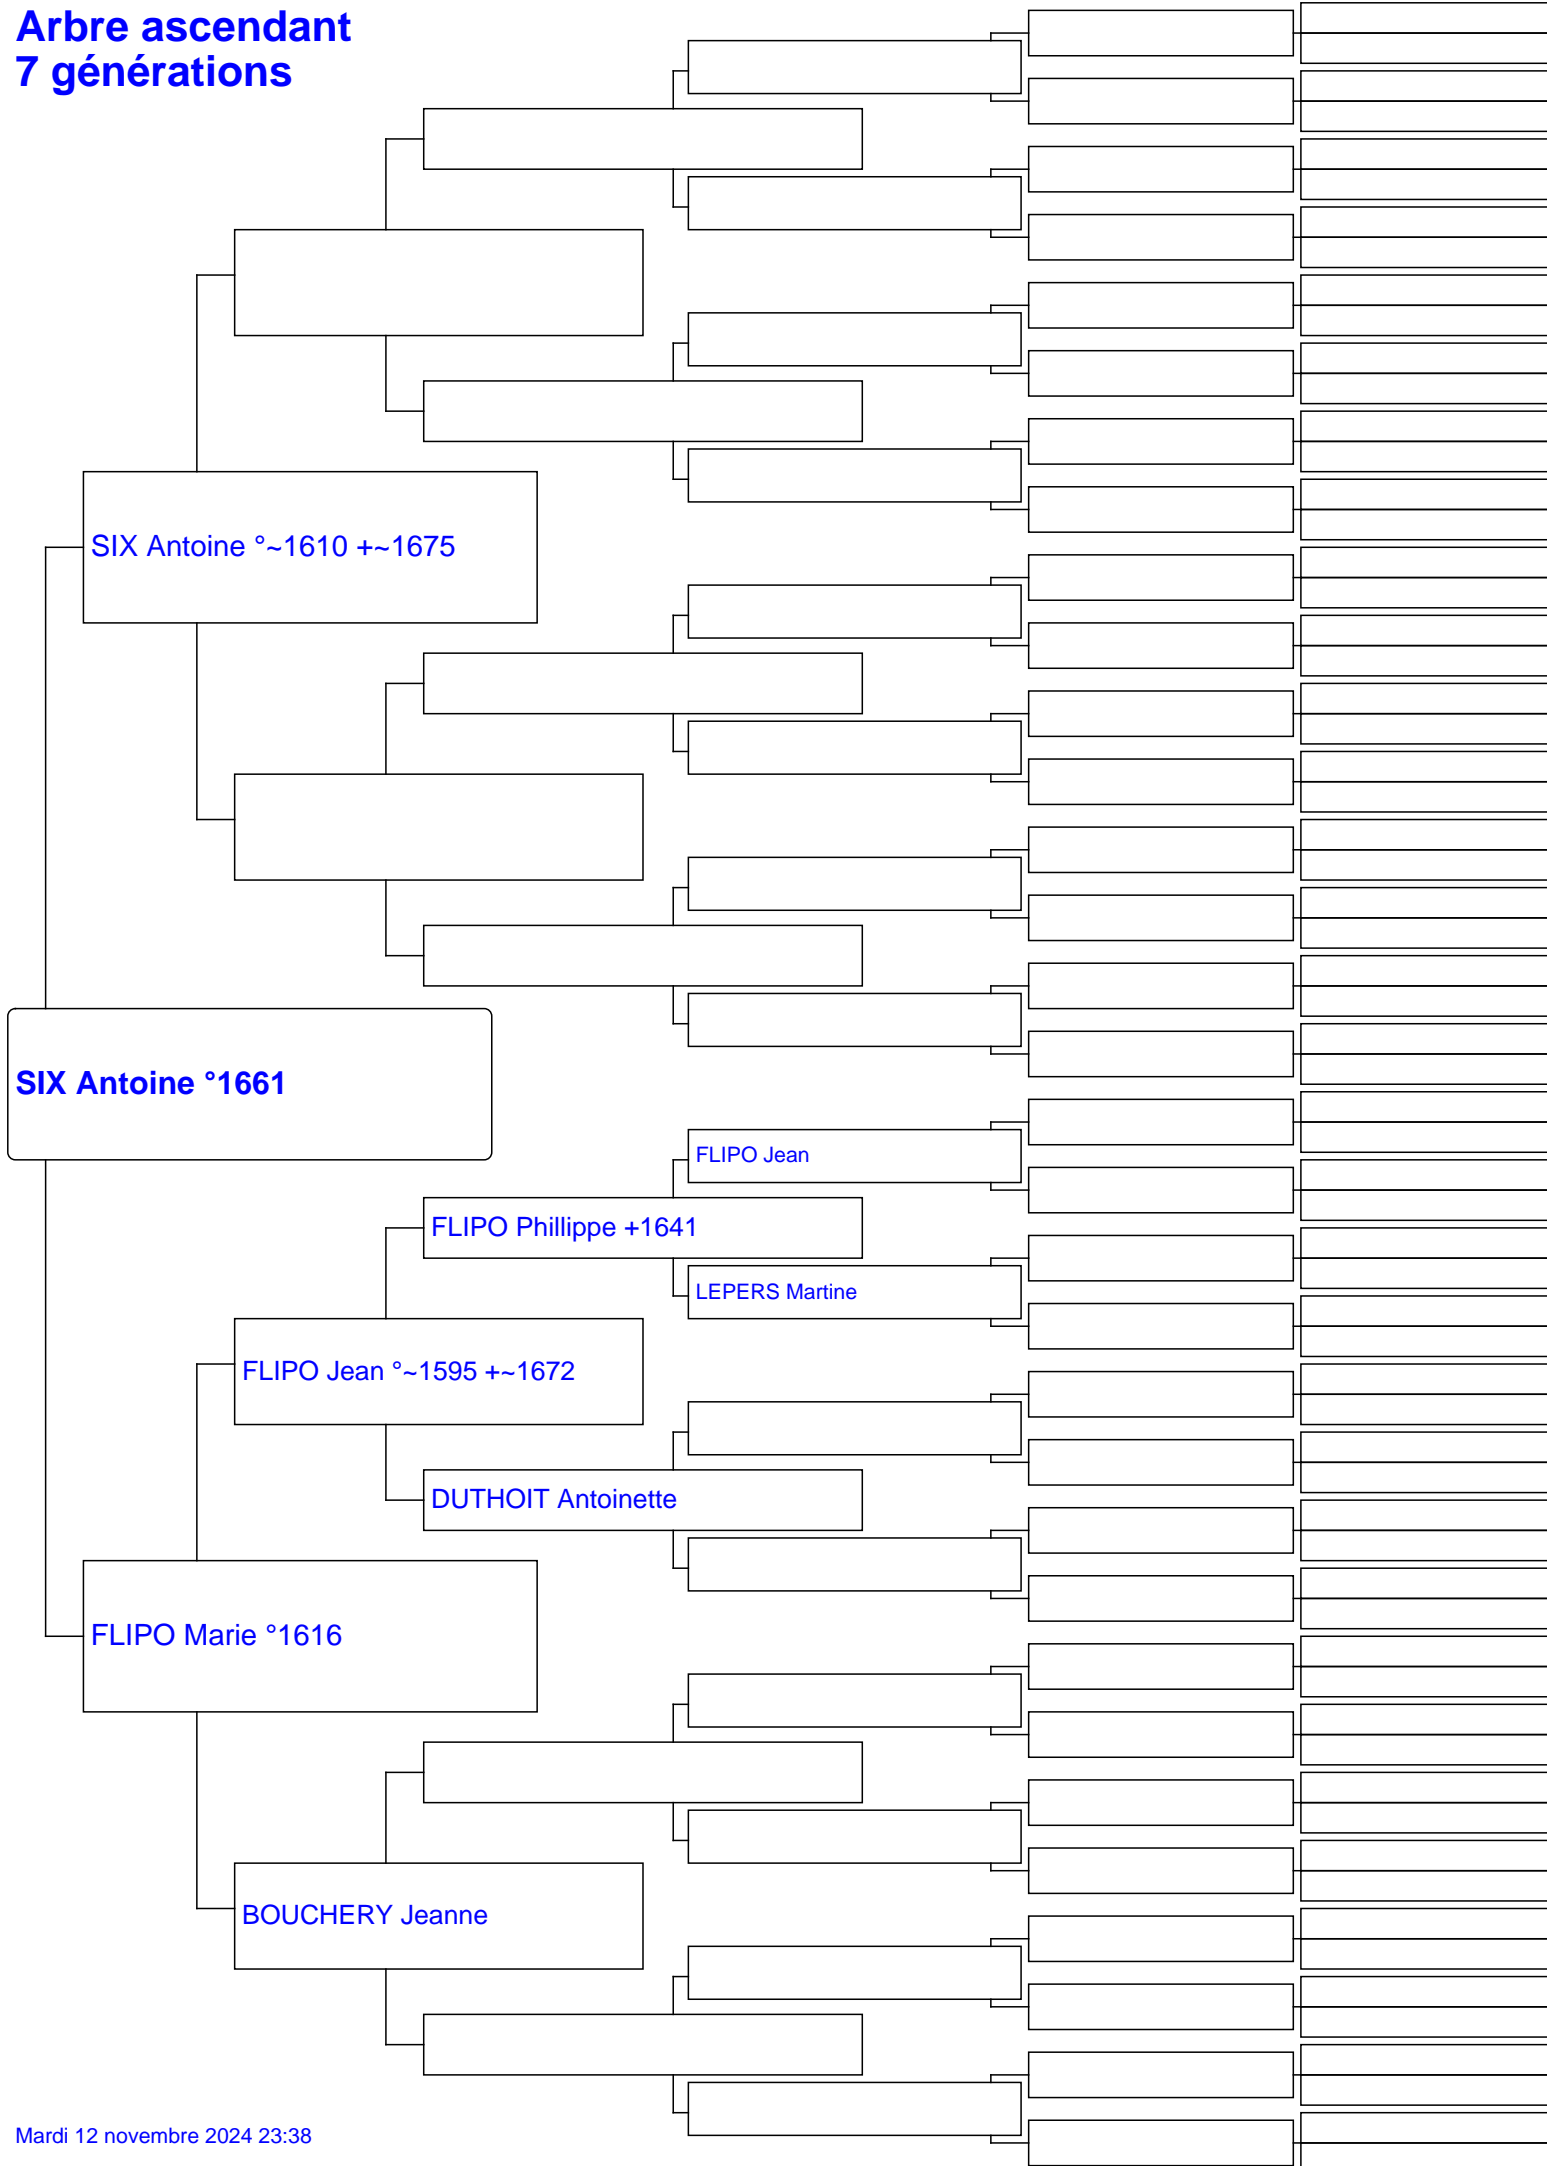 Arbre ascendant
7 générations
SIX Antoine °~1610 +~1675
SIX Antoine °1661
FLIPO Jean
FLIPO Phillippe +1641
LEPERS Martine
FLIPO Jean °~1595 +~1672
DUTHOIT Antoinette
FLIPO Marie °1616
BOUCHERY Jeanne
Mardi 12 novembre 2024 23:38